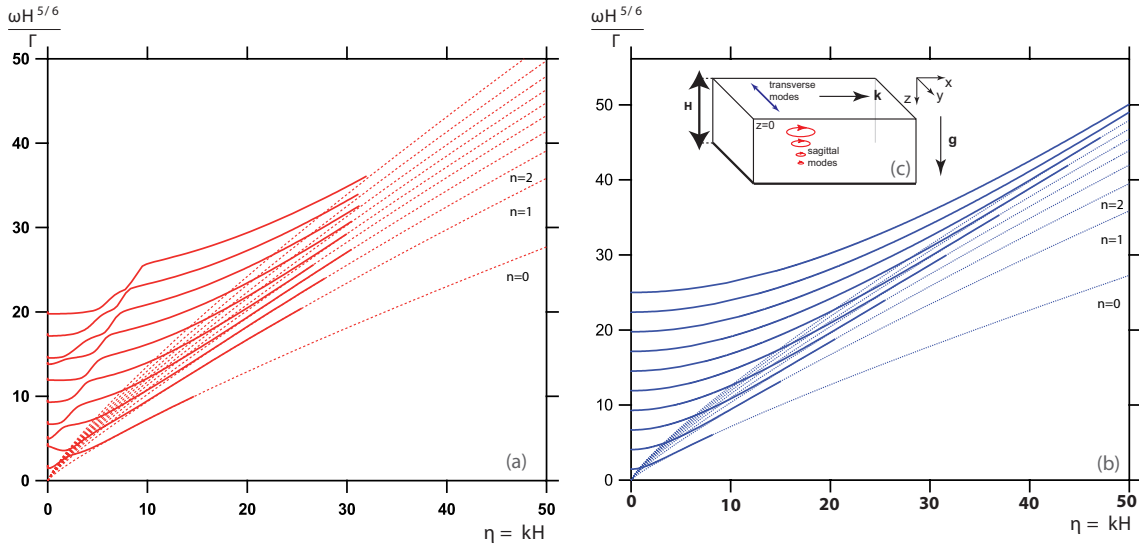 ωH 5/6
Γ
50
40
30
20
10
0
n=2
n=1
n=0
(a)
0 10 20 30 40 50
η = kH
ωH 5/6
Γ
50
40
30
20
10
0
H
transverse
modes
k
x
y
z
z=0
g
sagittal
modes
(c)
n=2
n=1
n=0
(b)
0 10 20 30 40 50
η = kH